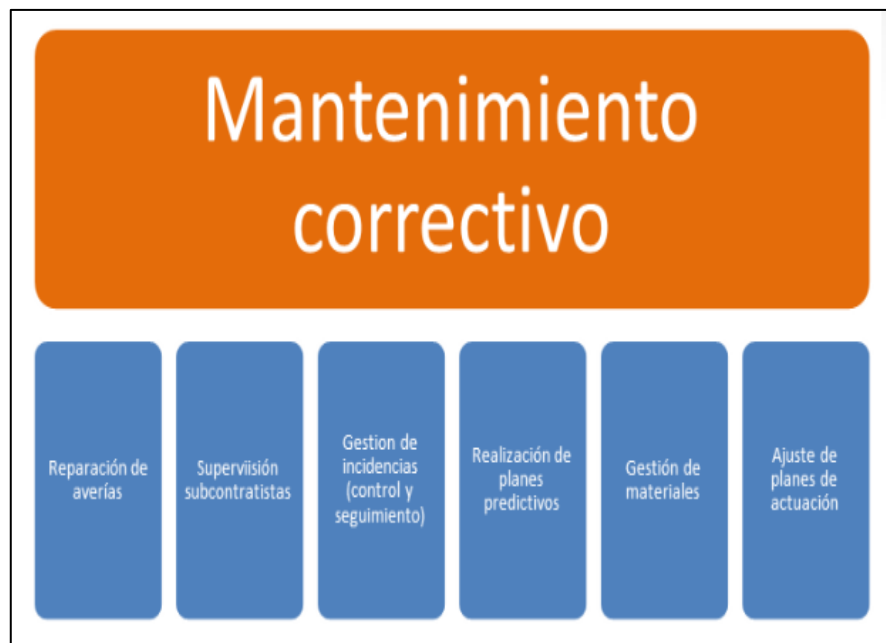 Mantenimiento
correctivo
Reparación de
averías
Superviisión
subcontratistas
Gestion de
incidencias
(control y
seguimiento)
Realización de
planes
predictivos
Gestión de
materiales
Ajuste de
planes de
actuación